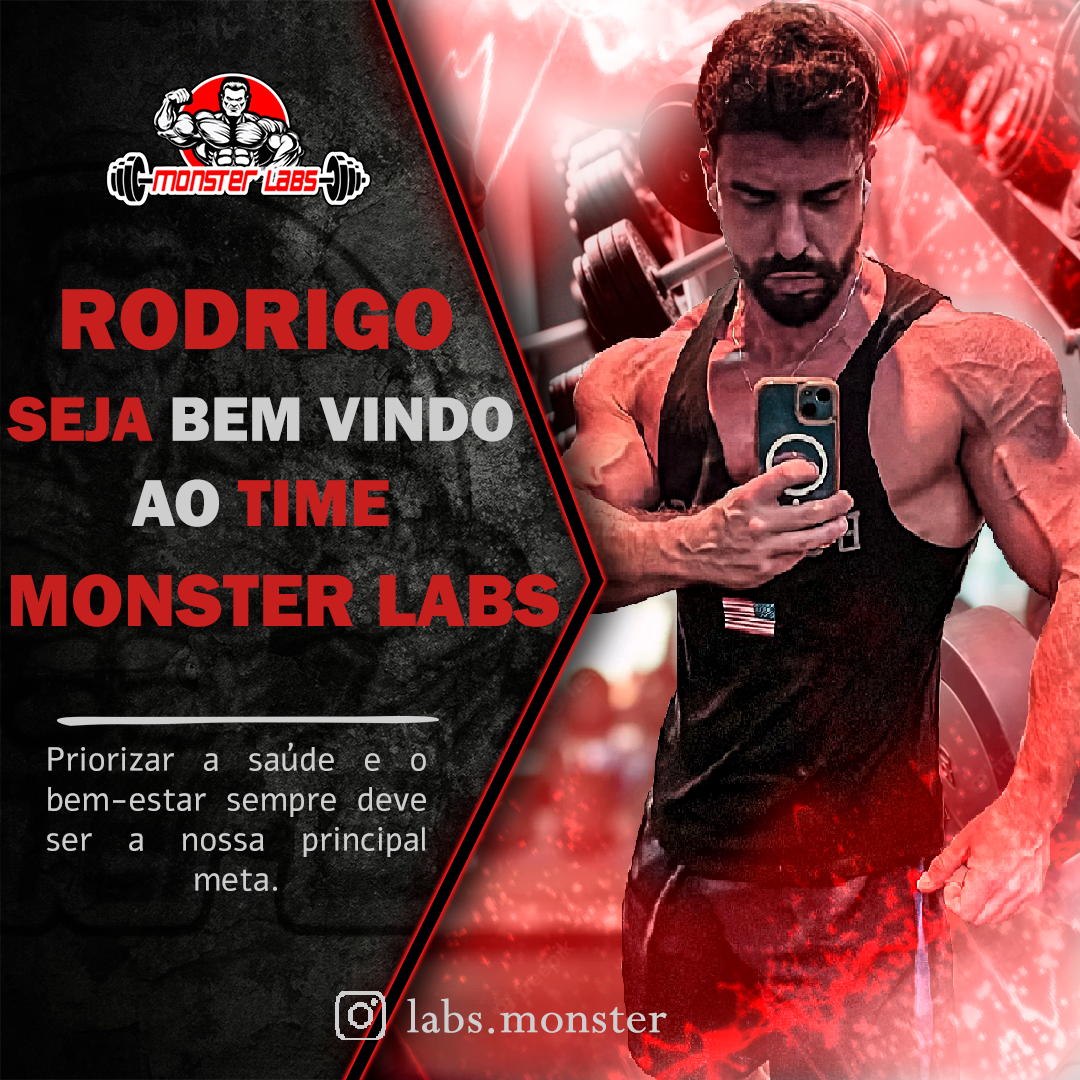 MONSTER LABS
RODRIGO
SEJA BEM VINDO
AO TIME
MONSTER LABS
Priorizar a saúde e o
bem-estar sempre deve
ser a nossa principal
meta.
labs.monster